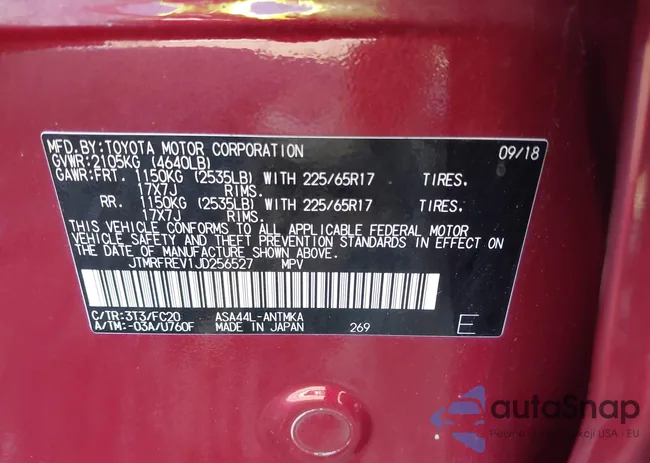 MFD.BY:TOYOTA MOTOR CORPORATION 09/18
GVWR:2105KG (4640LB)
GAWR:FRT. 1150KG (2535LB) WITH 225/65R17 TIRES,
17X7J RIMS.
RR. 1150KG (2535LB) WITH 225/65R17 TIRES,
17X7J RIMS.
THIS VEHICLE CONFORMS TO ALL APPLICABLE FEDERAL MOTOR
VEHICLE SAFETY AND THEFT PREVENTION STANDARDS IN EFFECT ON
THE DATE OF MANUFACTURE SHOWN ABOVE.
JTMRFREV1JD256527 MPV
C/TR:3T3/FC20 ASA44L-ANTMKA
A/TM:-03A/U760F MADE IN JAPAN 269 E
autoSnap
USA - EU